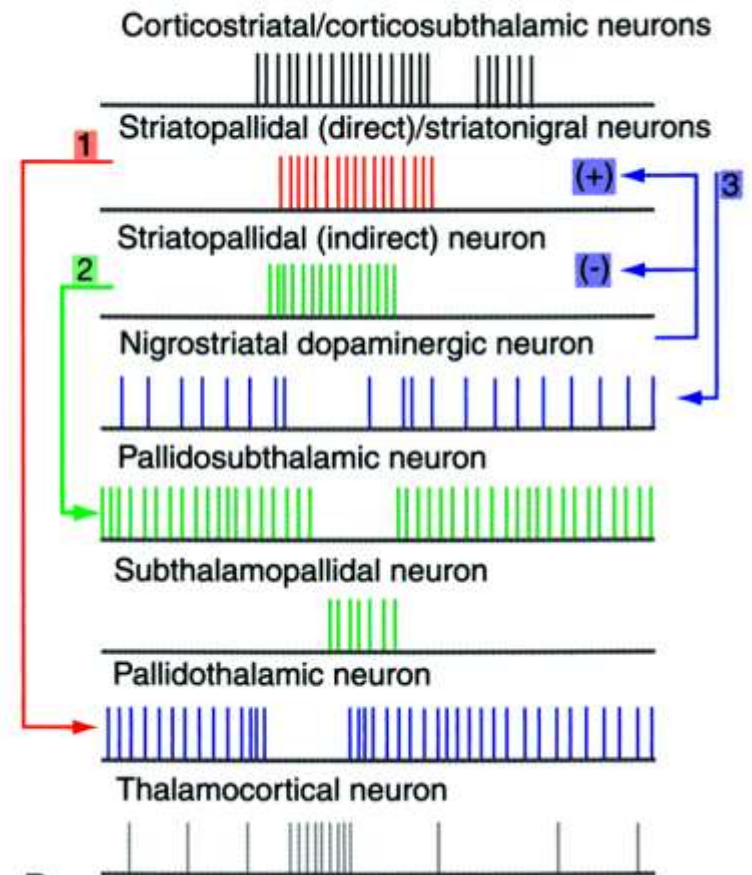 Corticostriatal/corticosubthalamic neurons
Striatopallidal (direct)/striatonigral neurons
1
(+)
3
Striatopallidal (indirect) neuron
2
(-)
Nigrostriatal dopaminergic neuron
Pallidosubthalamic neuron
Subthalamopallidal neuron
Pallidothalamic neuron
Thalamocortical neuron